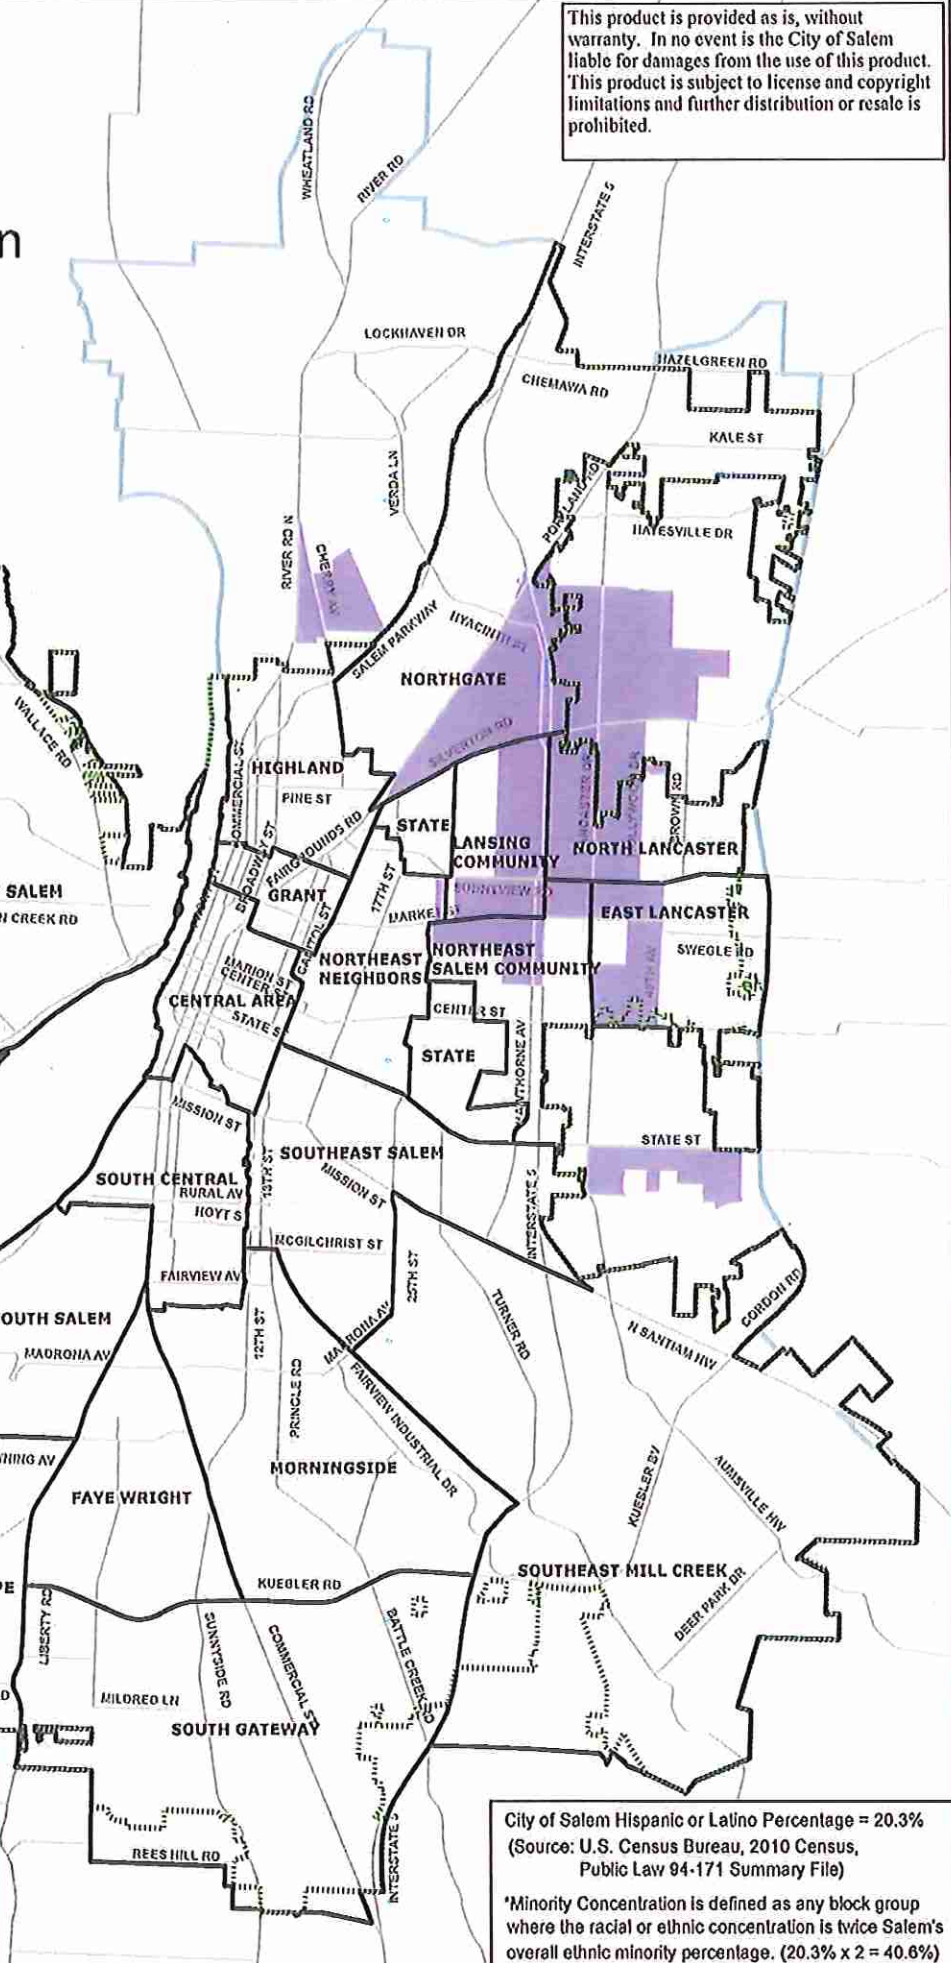 This product is provided as is, without
warranty. In no event is the City of Salem
liable for damages from the use of this product.
This product is subject to license and copyright
limitations and further distribution or resale is
prohibited.
n
WHEATLAND RD
RIVER RD
INTERSTATE 5
LOCKHAVEN DR
HAZELGREEN RD
CHEMAWA RD
KALE ST
VERDA LN
PORTLAND RD
HAYESVILLE DR
RIVER RD N
CHERRY AV
SALEM PARKWAY
HYACINTH ST
NORTHGATE
WALLACE RD
SILVERTON RD
HIGHLAND
PINE ST
BROWN RD
STATE
LANSING
COMMUNITY
NORTH LANCASTER
FAIRGROUNDS RD
BROADWAY ST
GRANT
17TH ST
SUNNYVIEW RD
SALEM
N CREEK RD
MARKET ST
EAST LANCASTER
CAPITOL ST
NORTHEAST
NEIGHBORS
NORTHEAST
SALEM COMMUNITY
SWEGLE RD
45TH AV
MARION ST
CENTER S
CENTRAL AREA
STATE S
CENTER ST
STATE
HAWTHORNE AV
MISSION ST
STATE ST
SOUTHEAST SALEM
SOUTH CENTRAL
13TH ST
MISSION ST
RURAL AV
HOYT S
INTERSTATE 5
MCGILCHRIST ST
FAIRVIEW AV
25TH ST
CORDON RD
OUTH SALEM
12TH ST
TURNER RD
N SANTIAM HW
MADRONA AV
MADRONA AV
PRINGLE RD
FAIRVIEW INDUSTRIAL DR
NING AV
MORNINGSIDE
KUEBLER BV
AUMSVILLE HW
FAYE WRIGHT
SOUTHEAST MILL CREEK
E
KUEBLER RD
DEER PARK DR
LIBERTY RD
SUNNYSIDE RD
COMMERCIAL ST
BATTLE CREEK RD
D
MILDRED LN
SOUTH GATEWAY
REES HILL RD
INTERSTATE 5
City of Salem Hispanic or Latino Percentage = 20.3%
(Source: U.S. Census Bureau, 2010 Census,
Public Law 94-171 Summary File)
*Minority Concentration is defined as any block group
where the racial or ethnic concentration is twice Salem's
overall ethnic minority percentage. (20.3% x 2 = 40.6%)